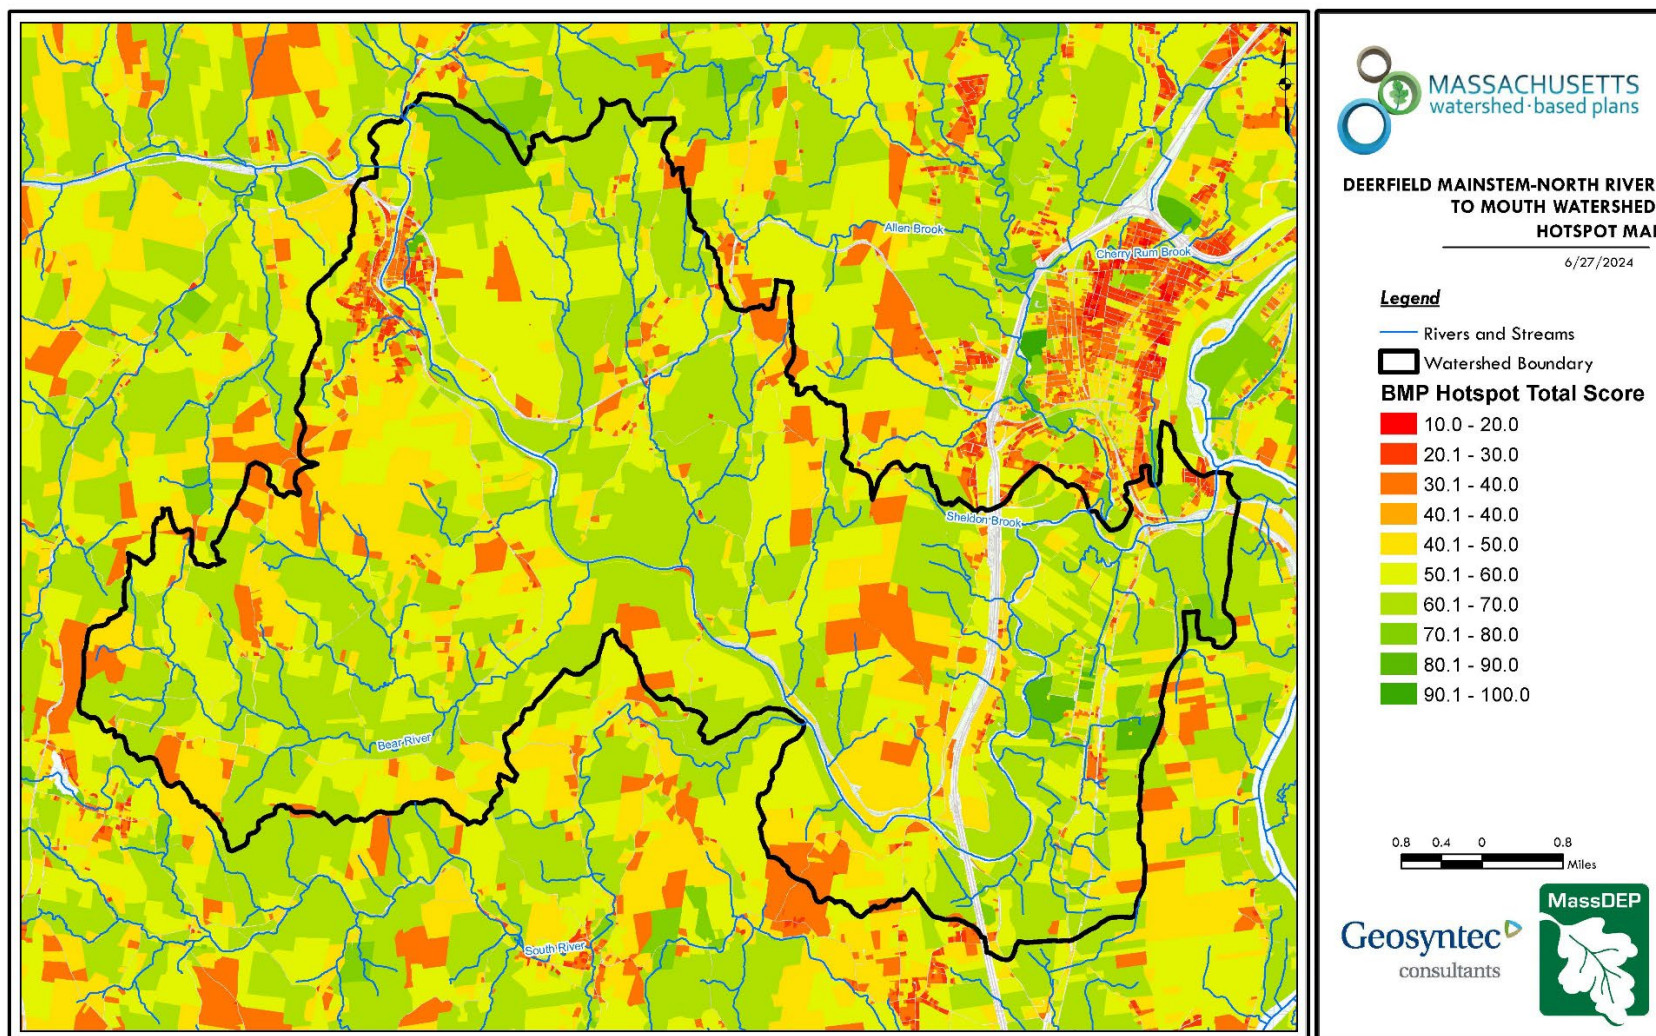 Allen Brook
Cherry Rum Brook
Sheldon Brook
Bear River
South River
N
MASSACHUSETTS
watershed·based plans
DEERFIELD MAINSTEM-NORTH RIVER
TO MOUTH WATERSHED
HOTSPOT MA
6/27/2024
Legend
Rivers and Streams
Watershed Boundary
BMP Hotspot Total Score
10.0 - 20.0
20.1 - 30.0
30.1 - 40.0
40.1 - 40.0
40.1 - 50.0
50.1 - 60.0
60.1 - 70.0
70.1 - 80.0
80.1 - 90.0
90.1 - 100.0
0.8 0.4 0 0.8
Miles
Geosyntec
consultants
MassDEP